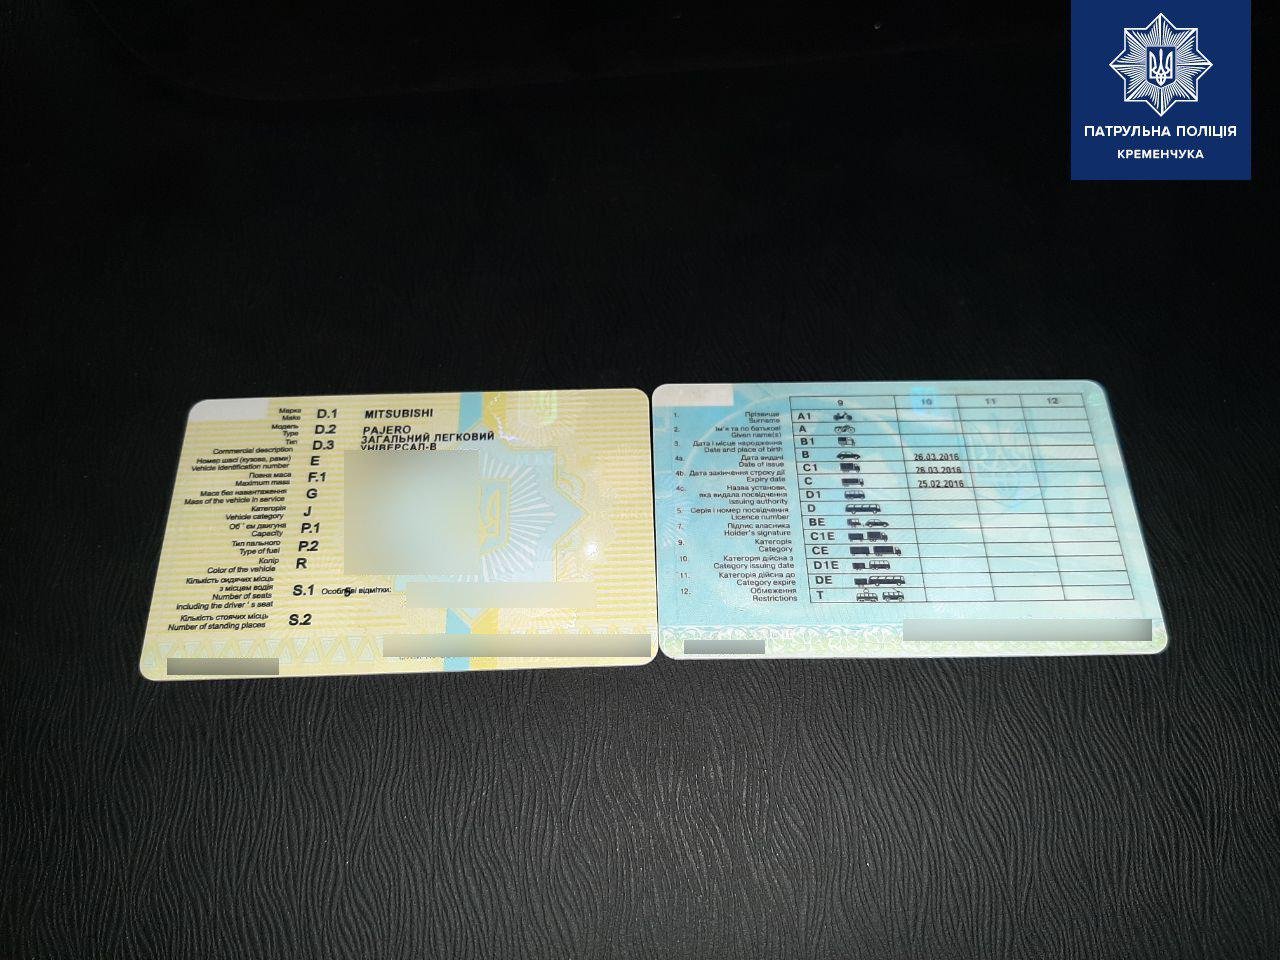 ПАТРУЛЬНА ПОЛІЦІЯ
КРЕМЕНЧУКА
Марка
Make
D.1
MITSUBISHI
Модель
Type
D.2
PAJERO
Тип
Commercial description
D.3
ЗАГАЛЬНИЙ ЛЕГКОВИЙ
УНІВЕРСАЛ-В
Номер шасі (кузова, рами)
Vehicle identification number
E
Повна маса
Maximum mass
F.1
Маса без навантаження
Mass of the vehicle in service
G
Категорія
Vehicle category
J
Об'єм двигуна
Capacity
P.1
Тип пального
Type of fuel
P.2
Колір
Color of the vehicle
R
Кількість сидячих місць
з місцем водія
Number of seats
including the driver's seat
S.1
Особливі відмітки:
Кількість стоячих місць
Number of standing places
S.2
1. Прізвище
Surname
2. Ім'я та по батькові
Given name(s)
3. Дата і місце народження
Date and place of birth
4a. Дата видачі
Date of issue
4b. Дата закінчення строку дії
Expiry date
4c. Назва установи,
яка видала посвідчення
Issuing authority
5. Серія і номер посвідчення
Licence number
7. Підпис власника
Holder's signature
9. Категорія
Category
10. Категорія дійсна з
Category issuing date
11. Категорія дійсна до
Category expire
12. Обмеження
Restrictions
9 10 11 12
A1
A
B1
B 26.03.2016
C1 26.03.2016
C 25.02.2016
D1
D
BE
C1E
CE
D1E
DE
T